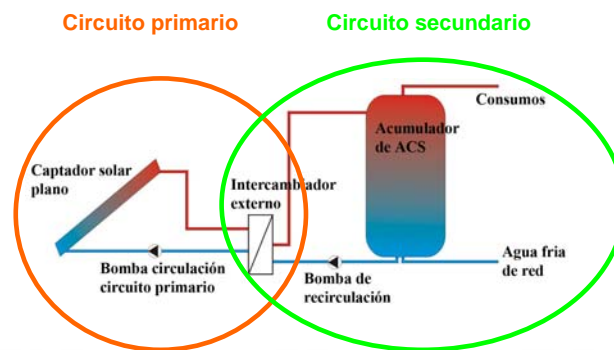 Circuito primario
Circuito secundario
Consumos
Acumulador
de ACS
Captador solar
plano
Intercambiador
externo
Bomba circulación
circuito primario
Bomba de
recirculación
Agua fria
de red